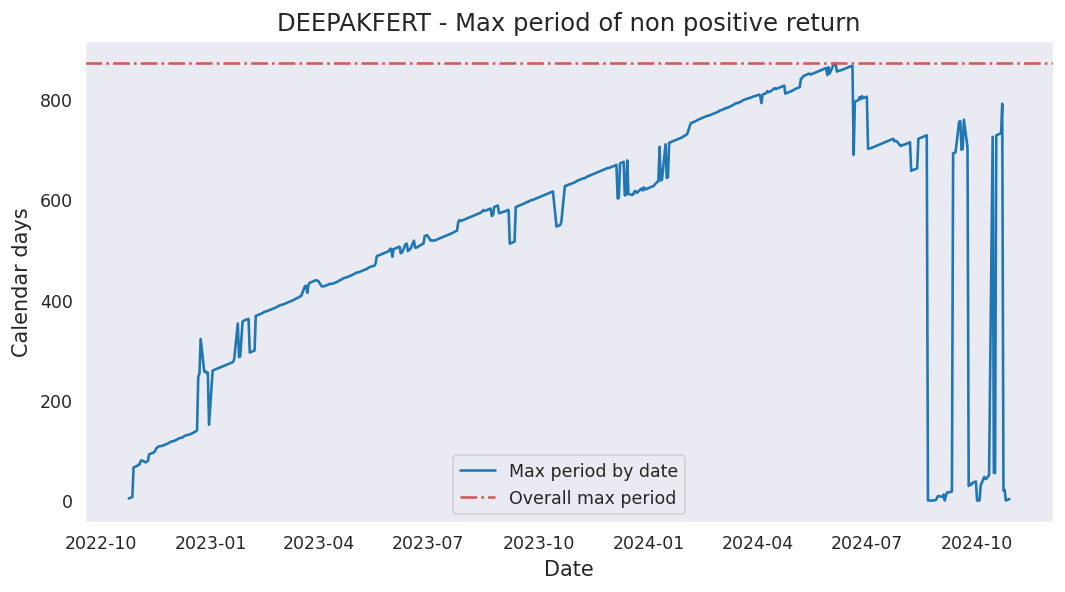 DEEPAKFERT - Max period of non positive return
Calendar days
800
600
400
200
0
Max period by date
Overall max period
2022-10 2023-01 2023-04 2023-07 2023-10 2024-01 2024-04 2024-07 2024-10
Date